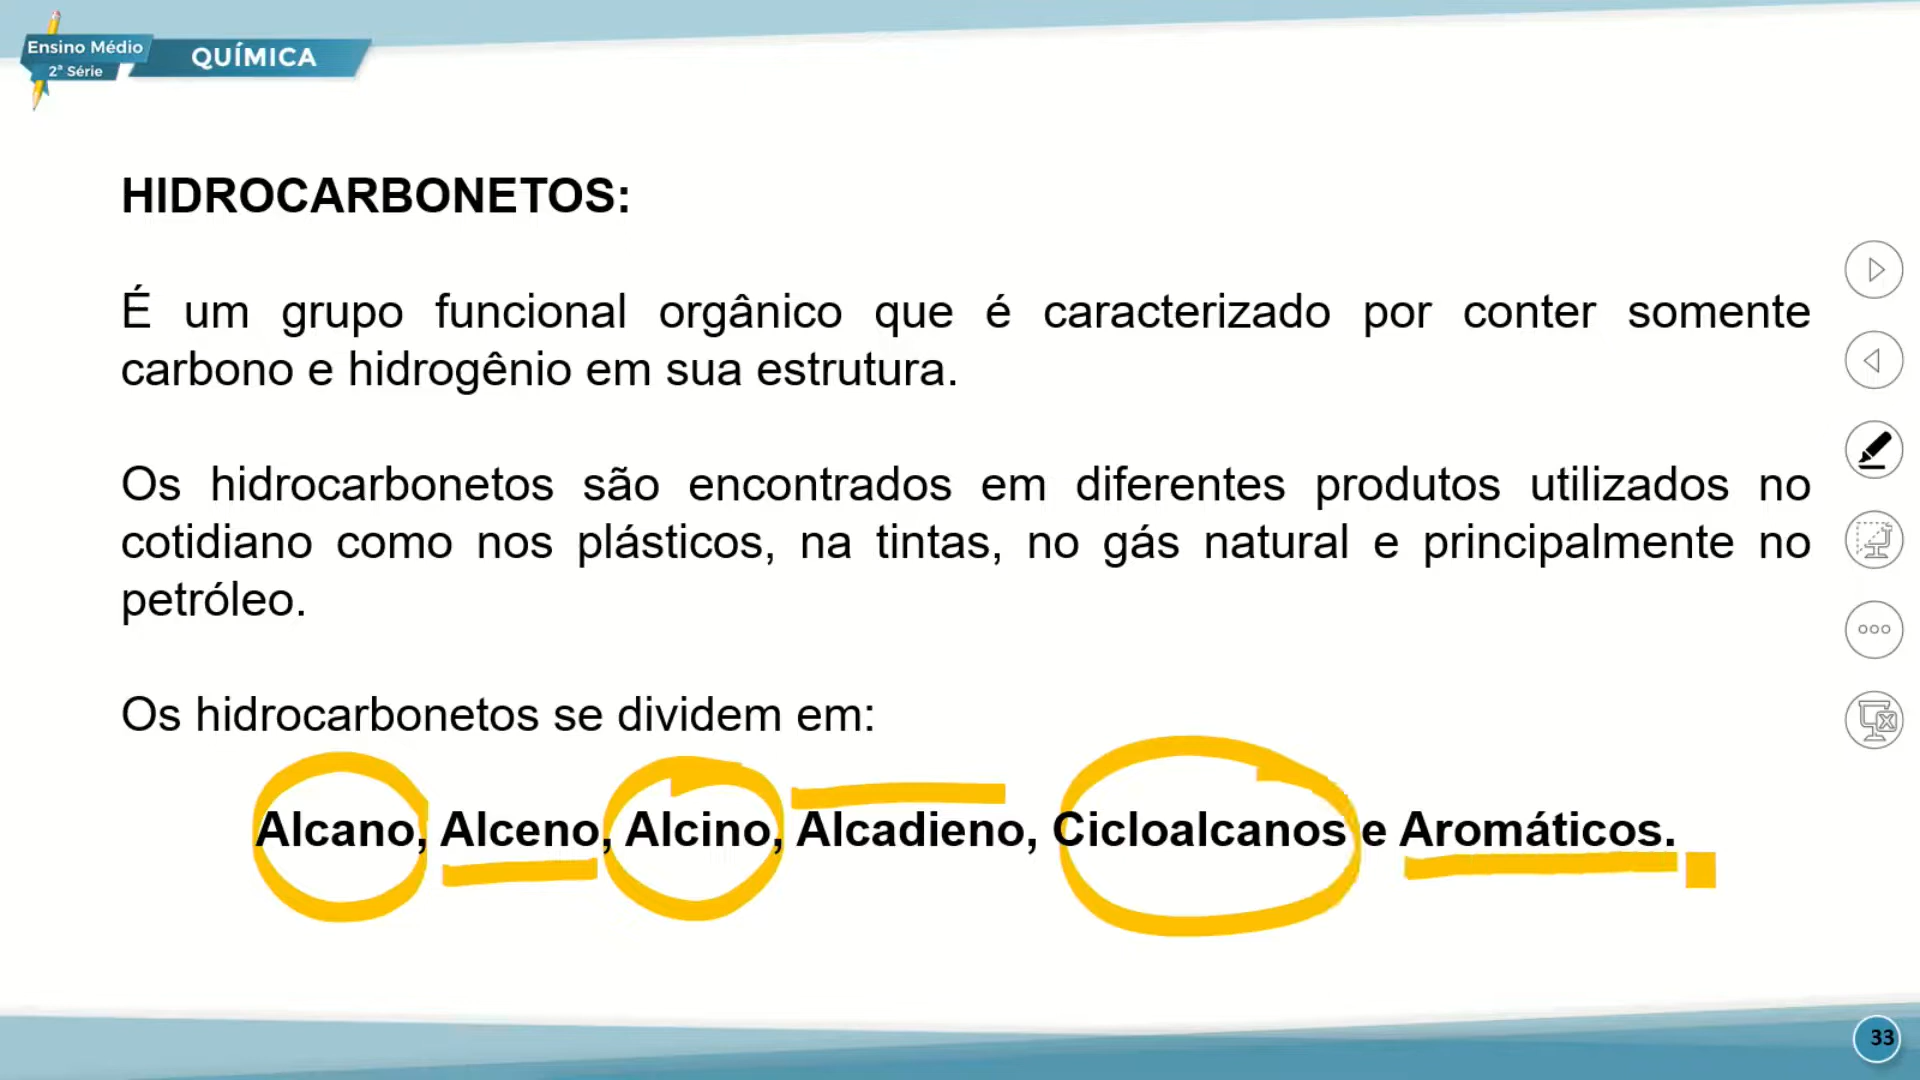 Ensino Médio
2ª Série
QUÍMICA
HIDROCARBONETOS:
É um grupo funcional orgânico que é caracterizado por conter somente
carbono e hidrogênio em sua estrutura.
Os hidrocarbonetos são encontrados em diferentes produtos utilizados no
cotidiano como nos plásticos, na tintas, no gás natural e principalmente no
petróleo.
Os hidrocarbonetos se dividem em:
Alcano, Alceno, Alcino, Alcadieno, Cicloalcanos e Aromáticos.
33